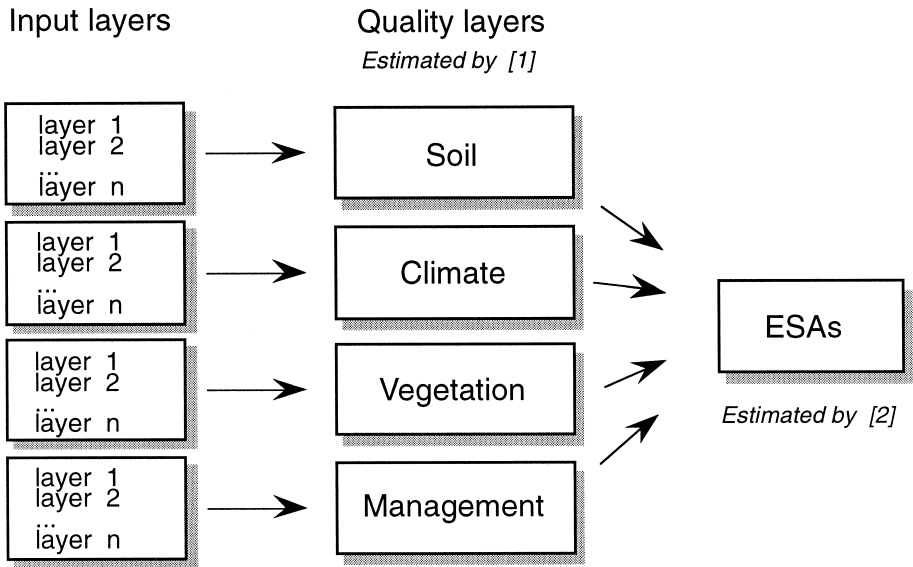 Input layers
Quality layers
Estimated by [1]
layer 1
layer 2
...
layer n
Soil
layer 1
layer 2
...
layer n
Climate
layer 1
layer 2
...
layer n
Vegetation
layer 1
layer 2
...
layer n
Management
ESAs
Estimated by [2]